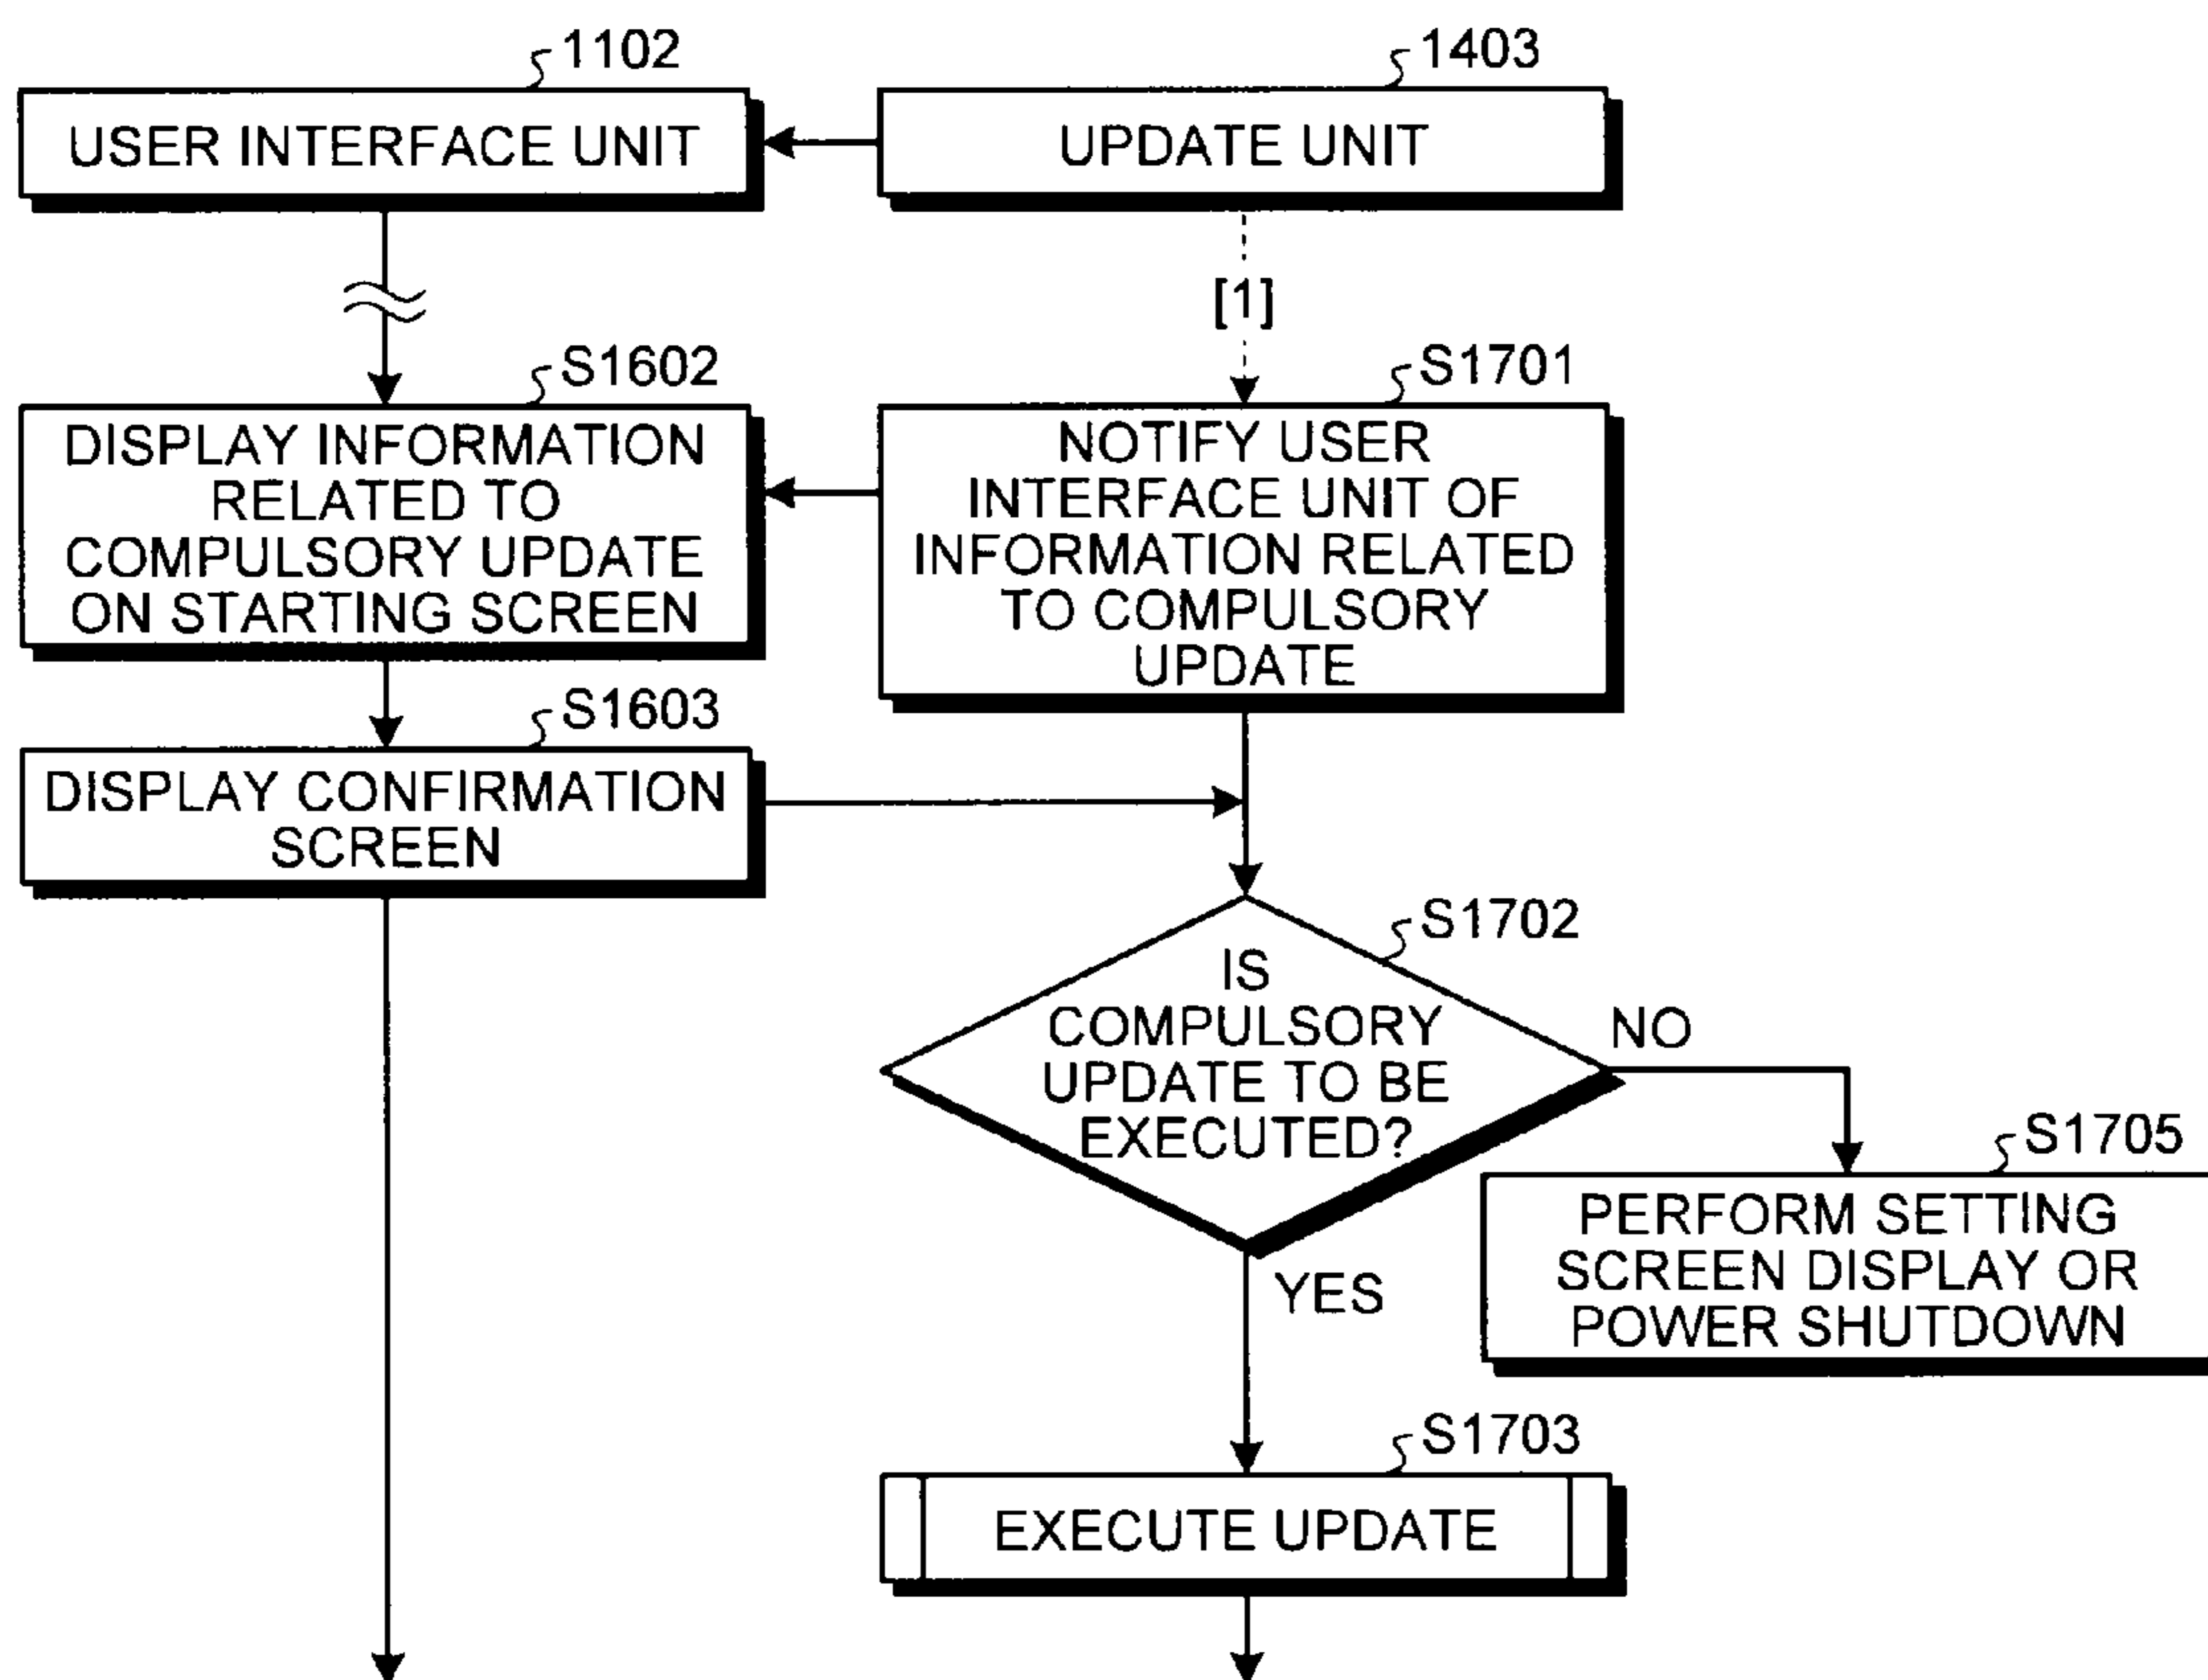 1102
USER INTERFACE UNIT
1403
UPDATE UNIT
[1]
S1602
DISPLAY INFORMATION
RELATED TO
COMPULSORY UPDATE
ON STARTING SCREEN
S1701
NOTIFY USER
INTERFACE UNIT OF
INFORMATION RELATED
TO COMPULSORY
UPDATE
S1603
DISPLAY CONFIRMATION
SCREEN
S1702
IS
COMPULSORY
UPDATE TO BE
EXECUTED?
NO
YES
S1705
PERFORM SETTING
SCREEN DISPLAY OR
POWER SHUTDOWN
S1703
EXECUTE UPDATE